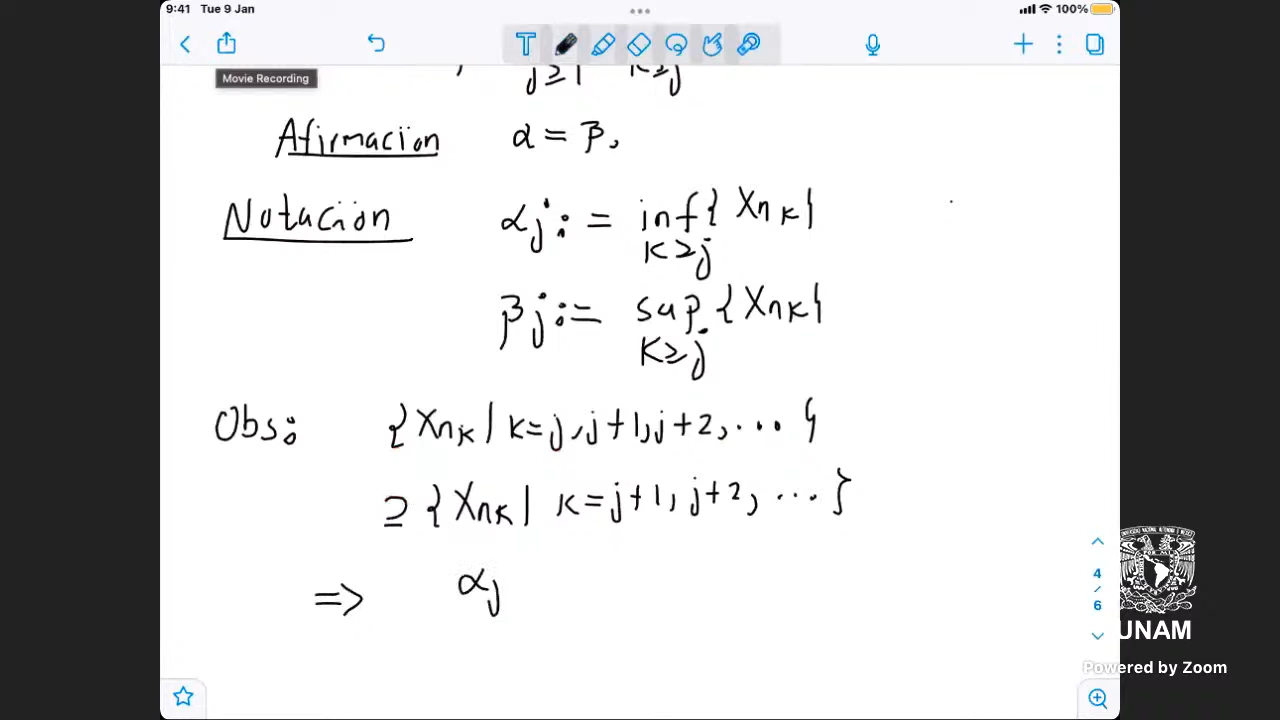 9:41 Tue 9 Jan
100%
T
Movie Recording
j≥1 k≥j
Afirmacion α = β,
Notacion αj := inf{ Xnk}
k≥j
βj := sup{Xnk}
k≥j
Obs: {Xnk | k=j, j+1, j+2, ... }
⊇ {Xnk | k=j+1, j+2, ... }
=> αj
4
/
6
UNAM
Powered by Zoom